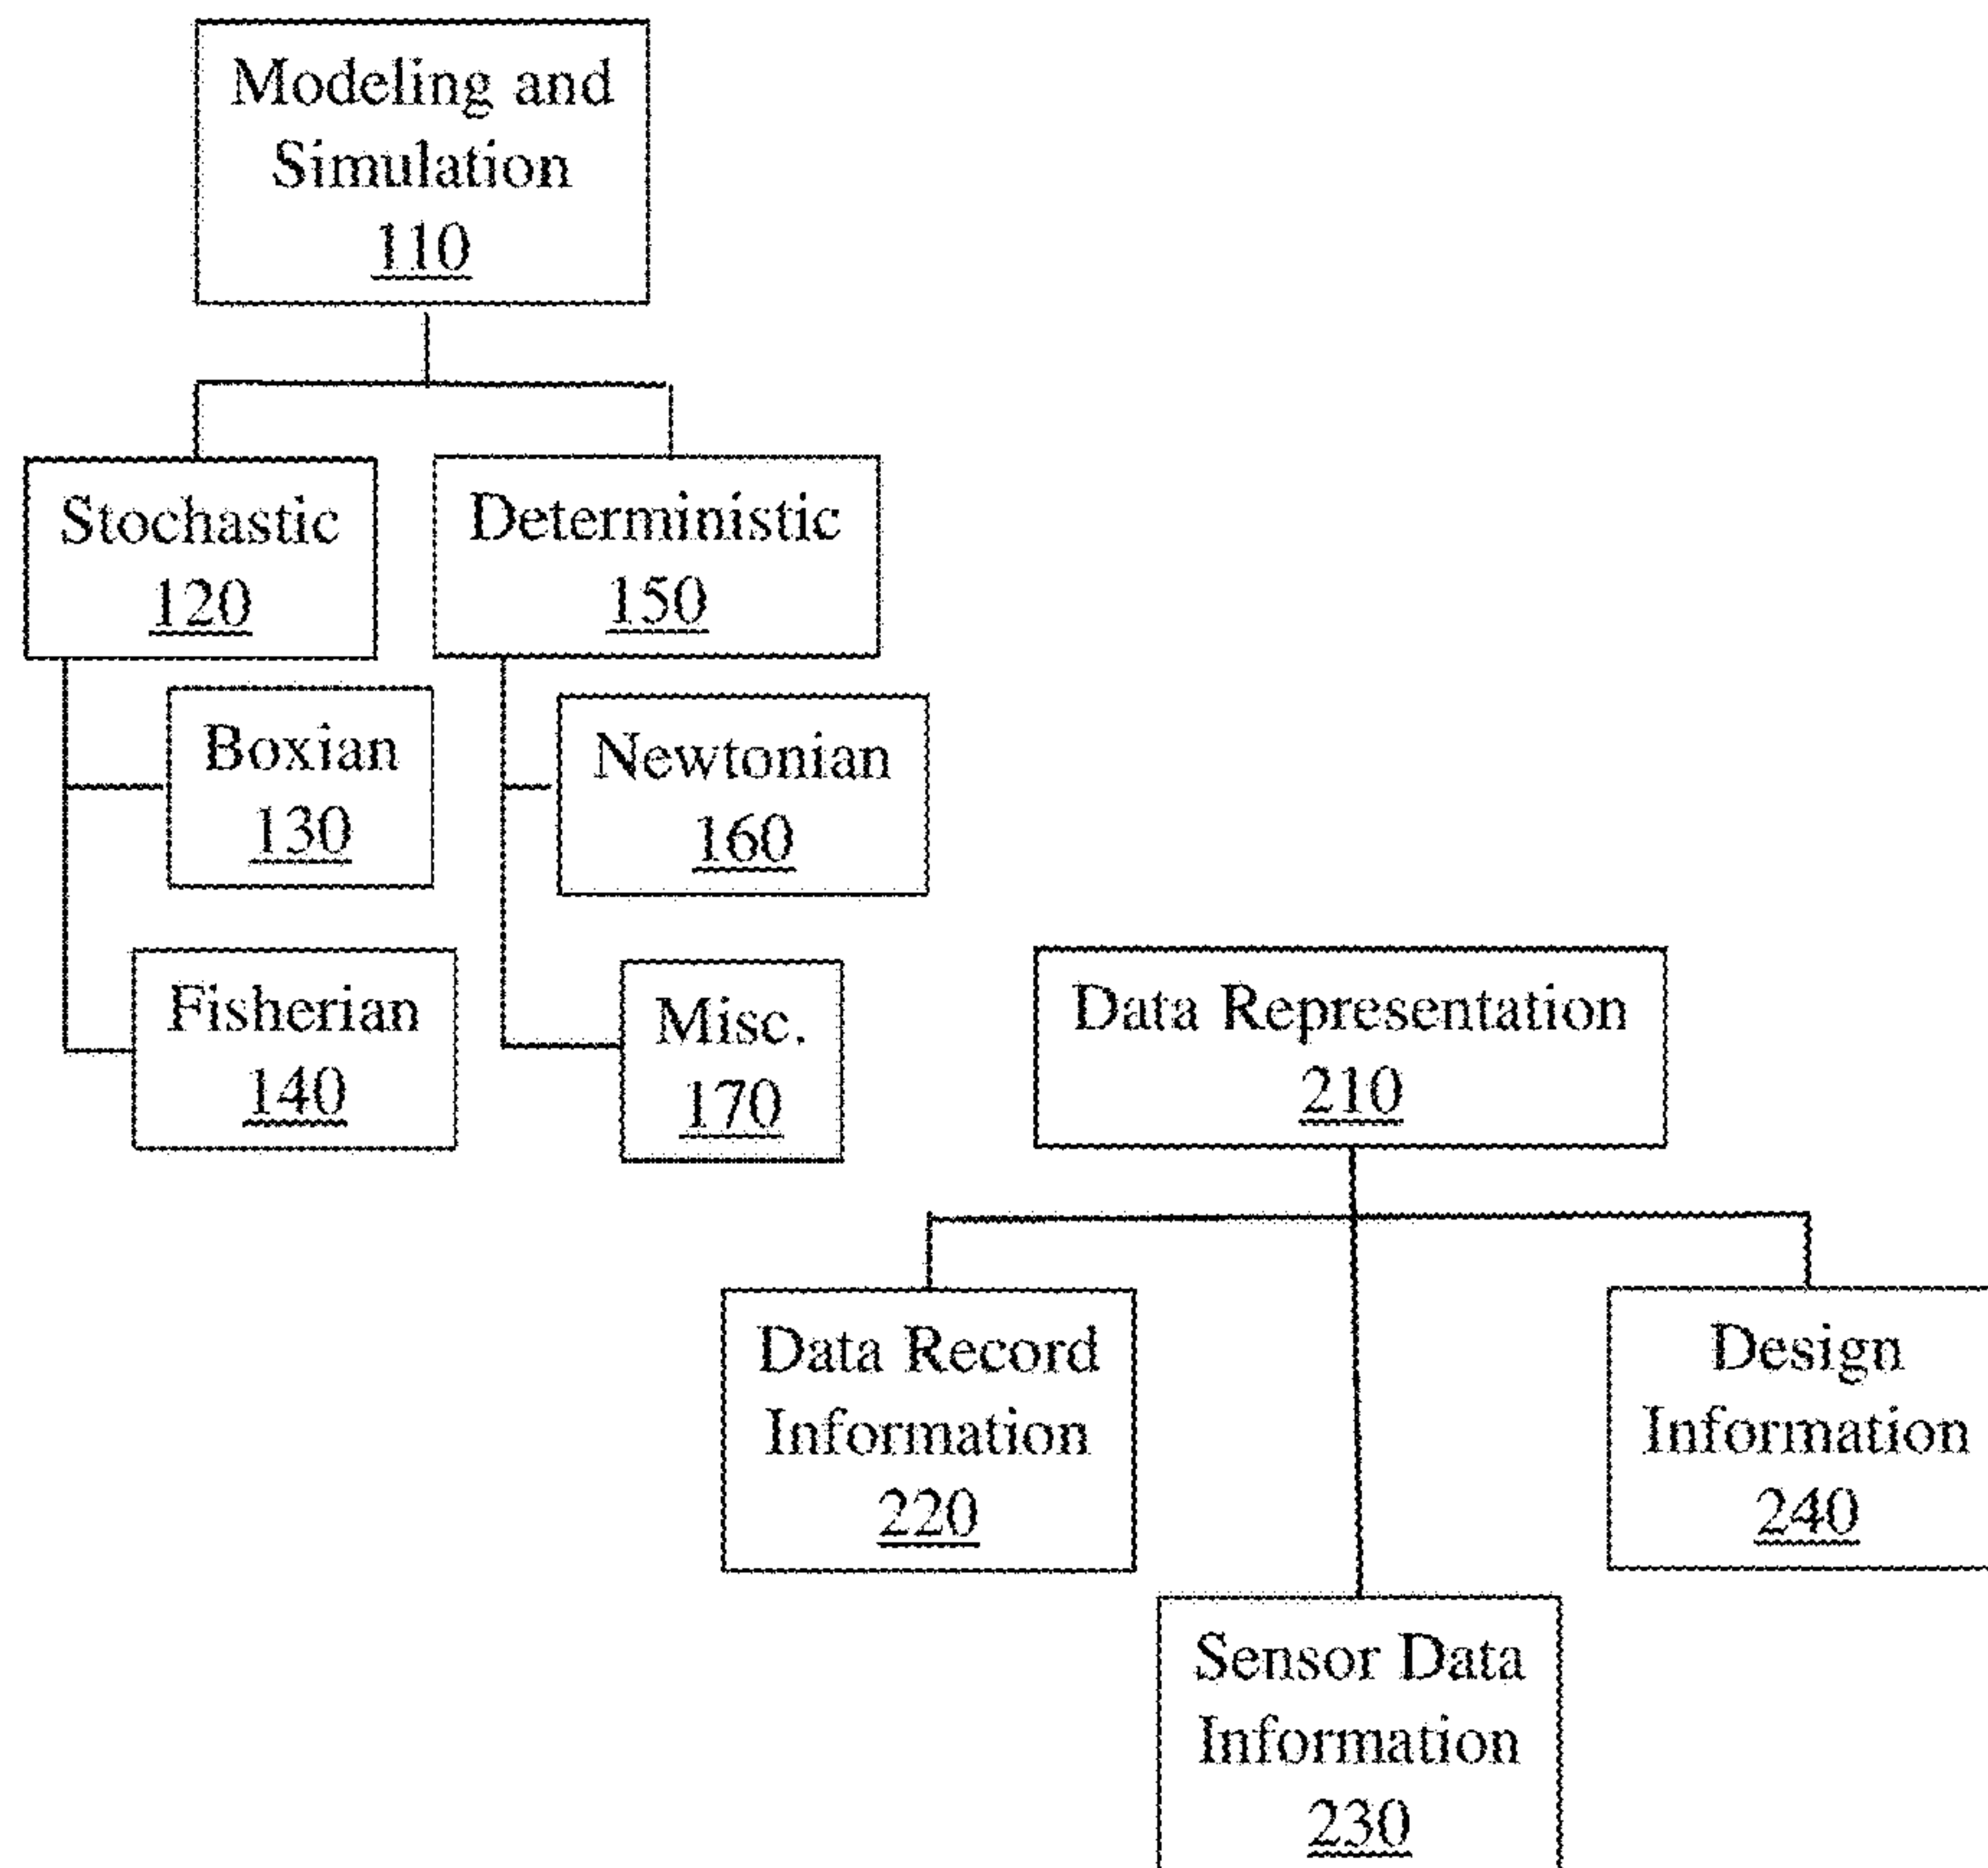 Modeling and
Simulation
110
Stochastic
120
Deterministic
150
Boxian
130
Newtonian
160
Fisherian
140
Misc.
170
Data Representation
210
Data Record
Information
220
Design
Information
240
Sensor Data
Information
230